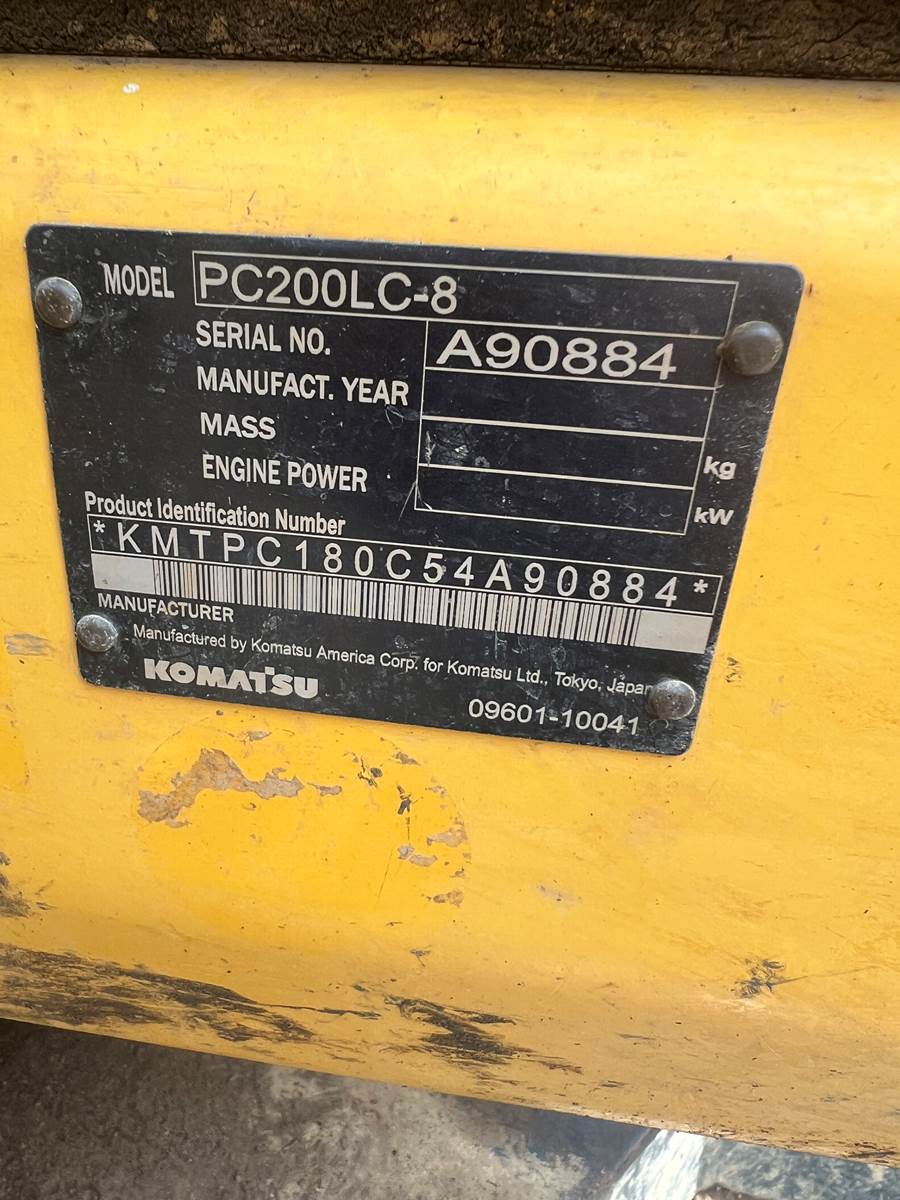 MODEL PC200LC-8
SERIAL NO. A90884
MANUFACT. YEAR
MASS kg
ENGINE POWER kW
Product Identification Number
*KMTPC180C54A90884*
MANUFACTURER
Manufactured by Komatsu America Corp. for Komatsu Ltd., Tokyo, Japan
KOMATSU
09601-10041